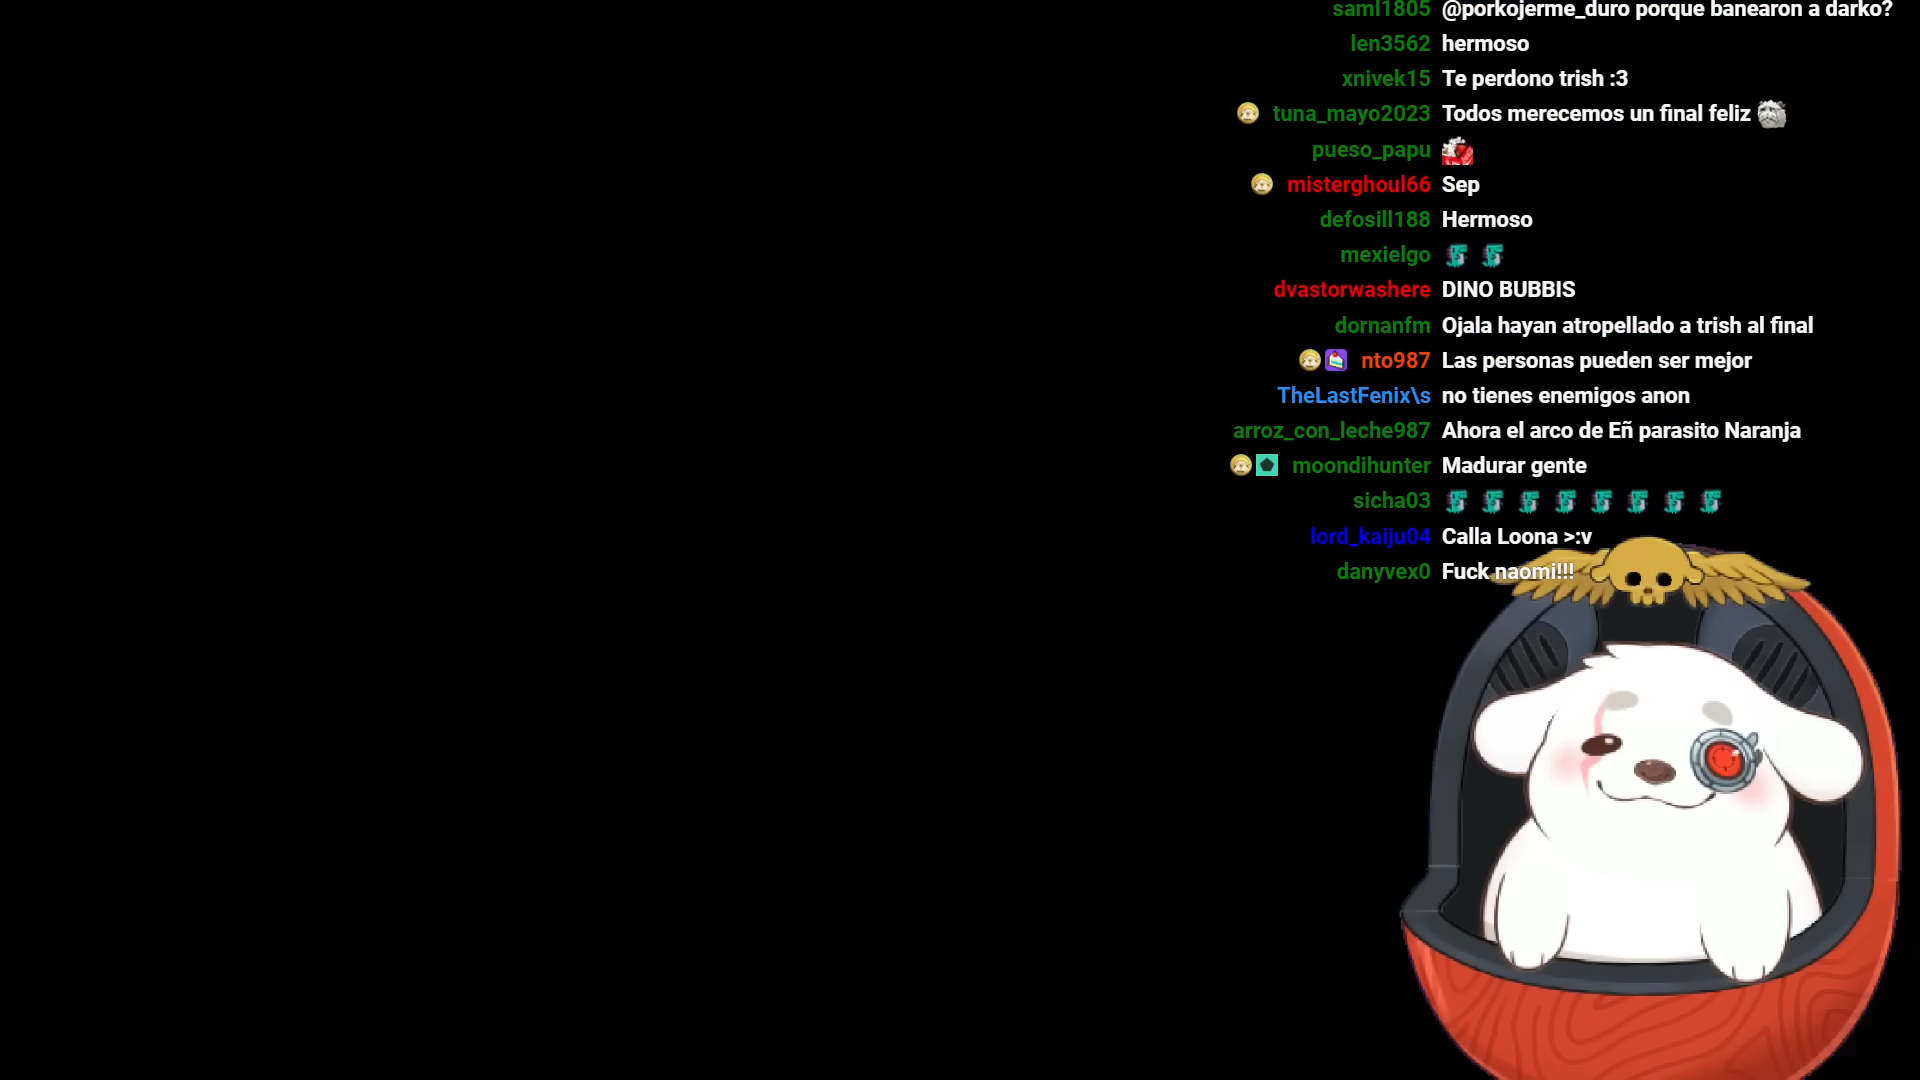 saml1805 @porkojerme_duro porque banearon a darko?
len3562 hermoso
xnivek15 Te perdono trish :3
tuna_mayo2023 Todos merecemos un final feliz
pueso_papu
misterghoul66 Sep
defosill188 Hermoso
mexielgo
dvastorwashere DINO BUBBIS
dornanfm Ojala hayan atropellado a trish al final
nto987 Las personas pueden ser mejor
TheLastFenix\s no tienes enemigos anon
arroz_con_leche987 Ahora el arco de Eñ parasito Naranja
moondihunter Madurar gente
sicha03
lord_kaiju04 Calla Loona >:v
danyvex0 Fuck naomi!!!